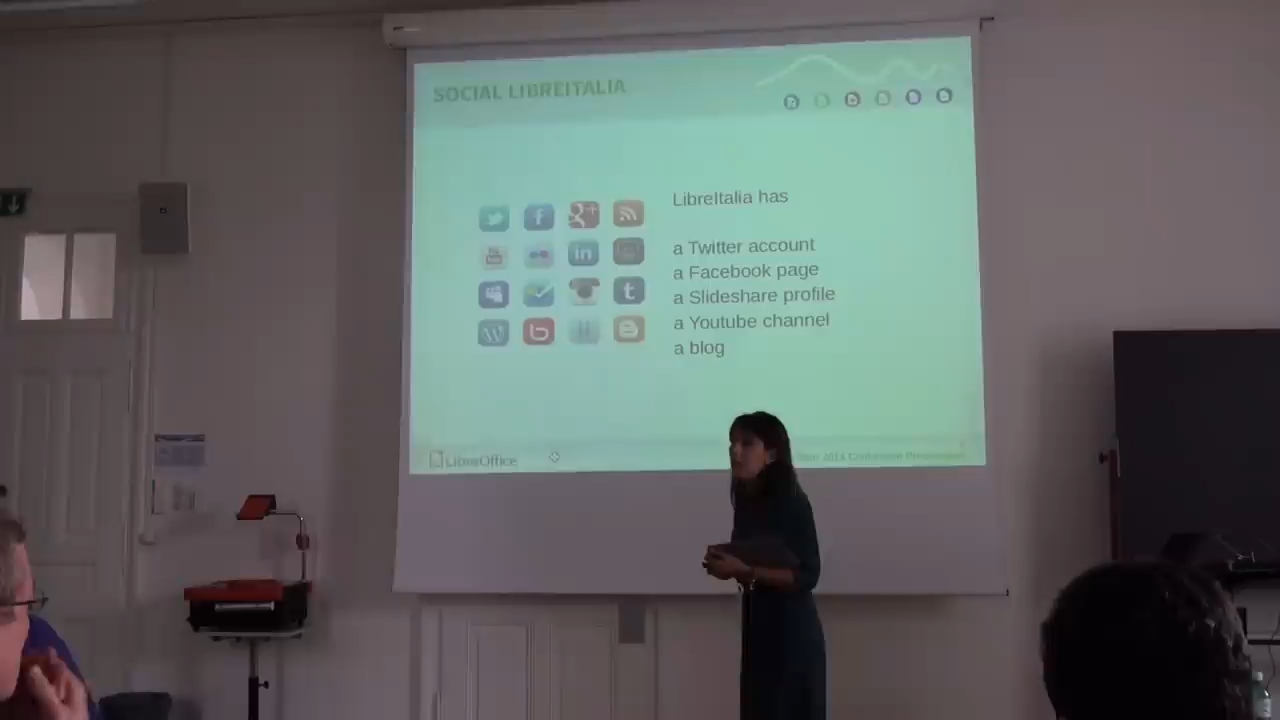 SOCIAL LIBREITALIA
LibreItalia has
a Twitter account
a Facebook page
a Slideshare profile
a Youtube channel
a blog
LibreOffice